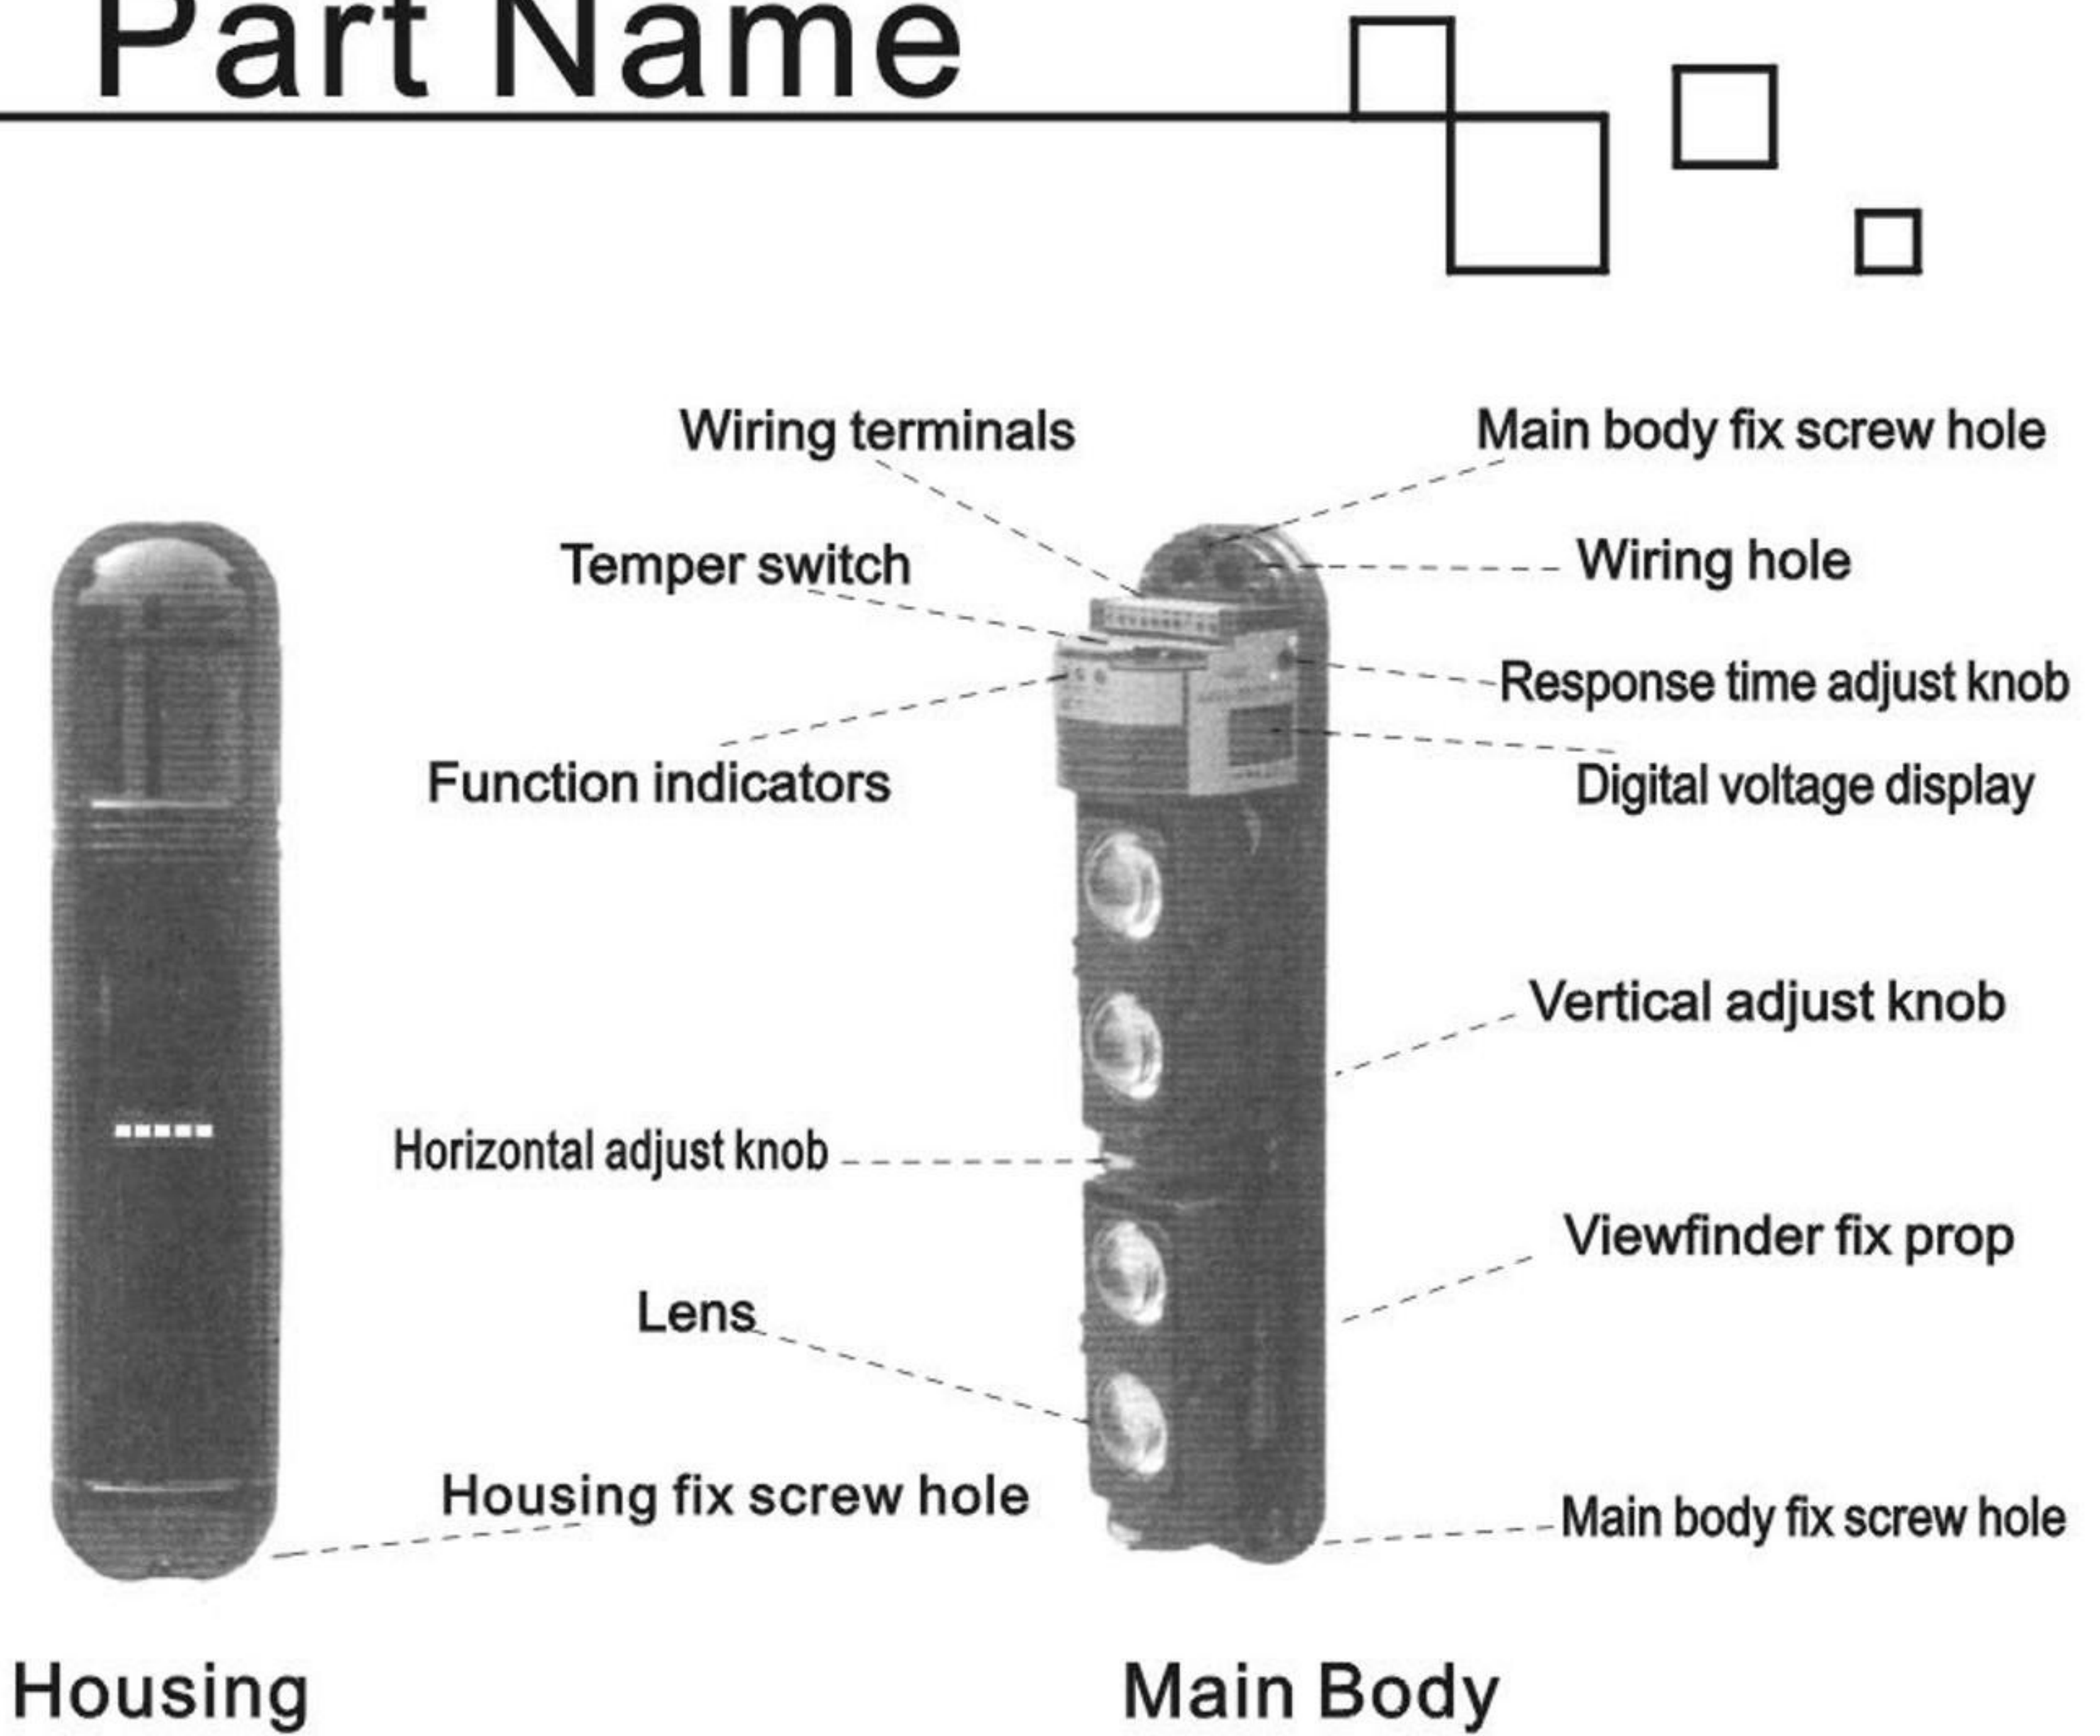 Part Name
Wiring terminals
Main body fix screw hole
Temper switch
Wiring hole
Response time adjust knob
Function indicators
Digital voltage display
Vertical adjust knob
Horizontal adjust knob
Viewfinder fix prop
Lens
Housing fix screw hole
Main body fix screw hole
Housing
Main Body